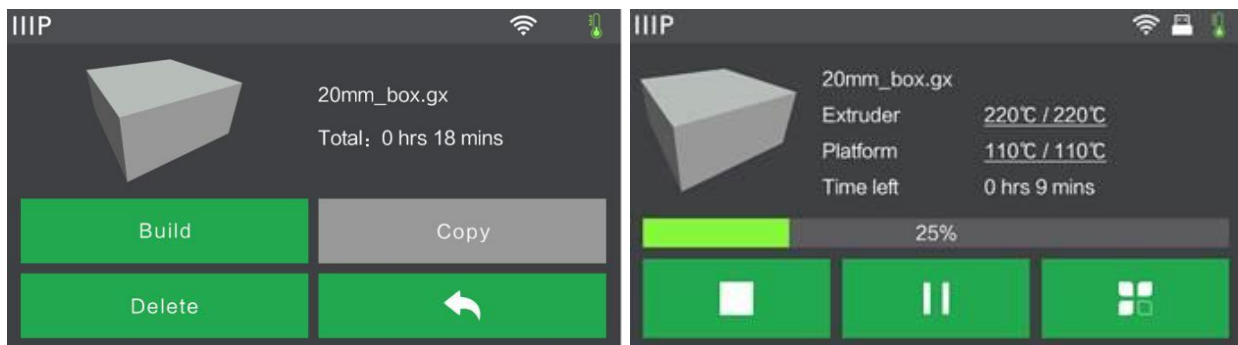 IIIP
20mm_box.gx
Total: 0 hrs 18 mins
Build
Copy
Delete
IIIP
20mm_box.gx
Extruder 220℃ / 220℃
Platform 110℃ / 110℃
Time left 0 hrs 9 mins
25%